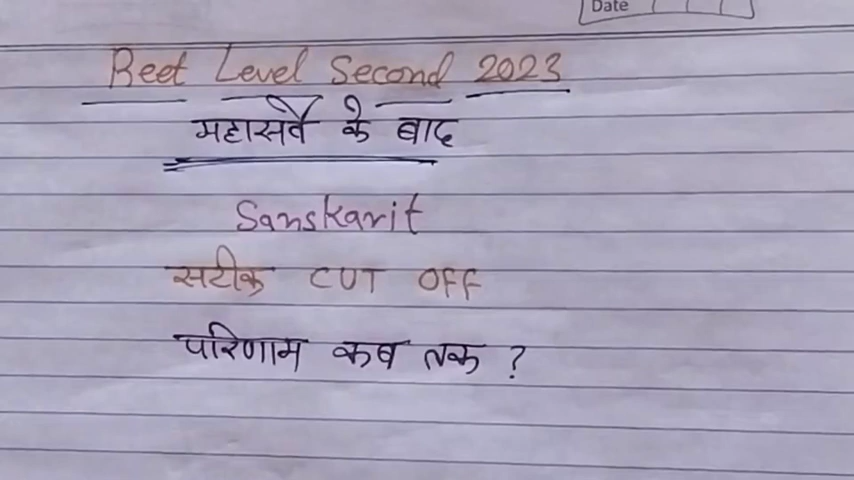 Date
Reet Level Second 2023
महासर्वे के बाद
Sanskarit
सटीक CUT OFF
परिणाम कब तक ?